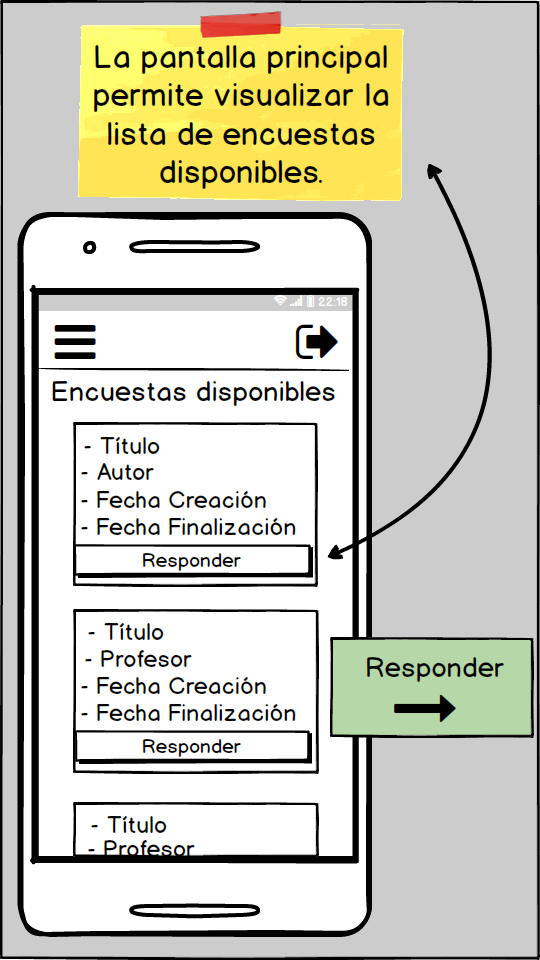 La pantalla principal
permite visualizar la
lista de encuestas
disponibles.
22:18
Encuestas disponibles
- Título
- Autor
- Fecha Creación
- Fecha Finalización
Responder
- Título
- Profesor
- Fecha Creación
- Fecha Finalización
Responder
Responder
- Título
- Profesor